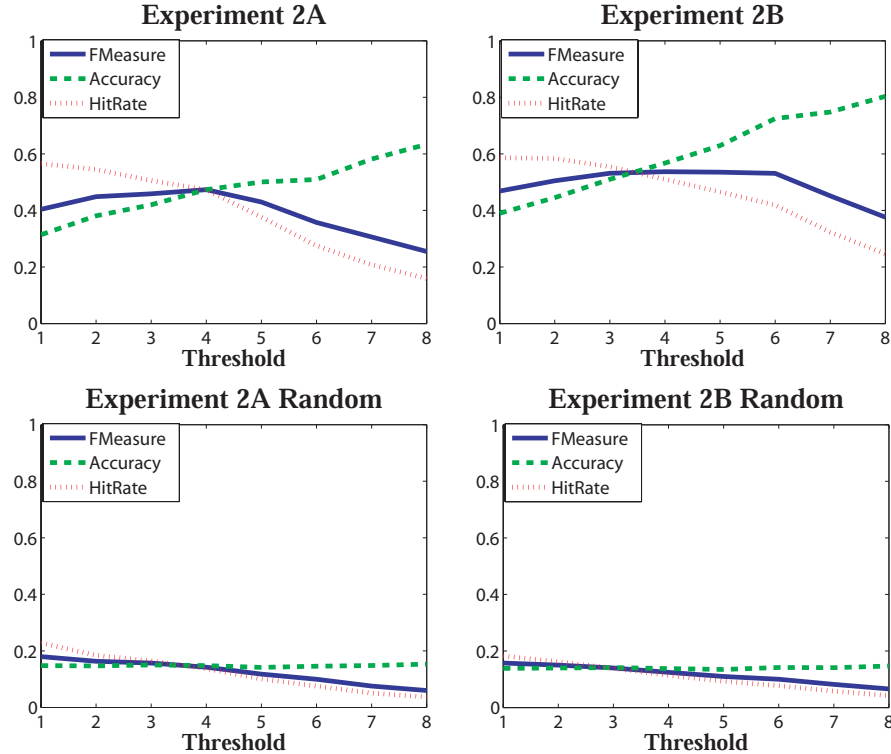 Experiment 2A
1
0.8
0.6
0.4
0.2
0
FMeasure
Accuracy
HitRate
1 2 3 4 5 6 7 8
Threshold
Experiment 2B
1
0.8
0.6
0.4
0.2
0
FMeasure
Accuracy
HitRate
1 2 3 4 5 6 7 8
Threshold
Experiment 2A Random
1
0.8
0.6
0.4
0.2
0
FMeasure
Accuracy
HitRate
1 2 3 4 5 6 7 8
Threshold
Experiment 2B Random
1
0.8
0.6
0.4
0.2
0
FMeasure
Accuracy
HitRate
1 2 3 4 5 6 7 8
Threshold